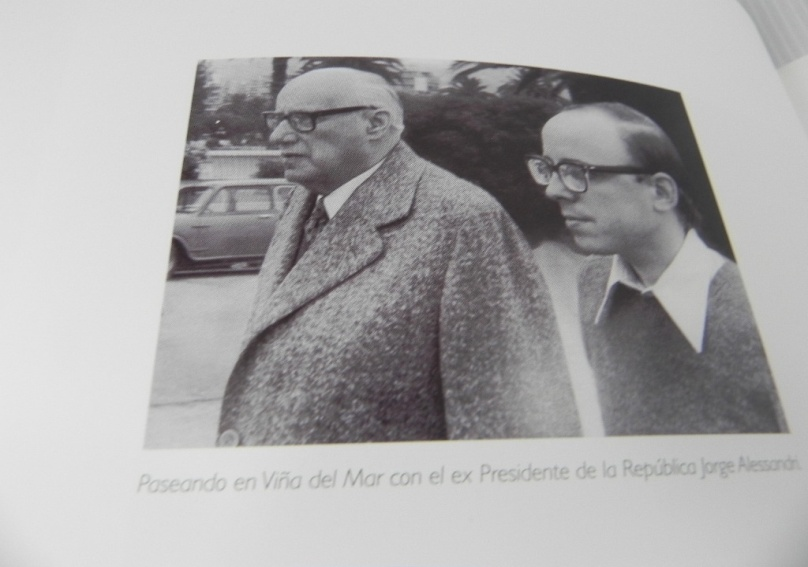 Paseando en Viña del Mar con el ex Presidente de la República Jorge Alessandri.